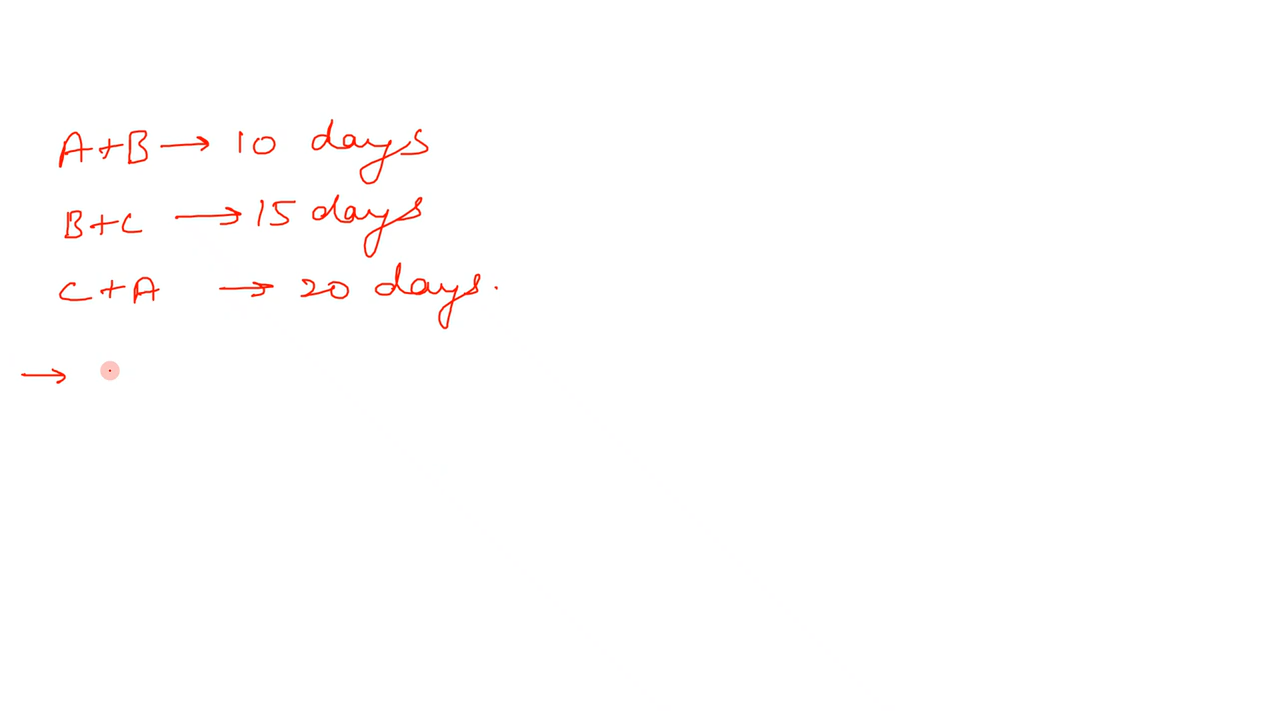 A+B → 10 days
B+C → 15 days
C+A → 20 days.
→